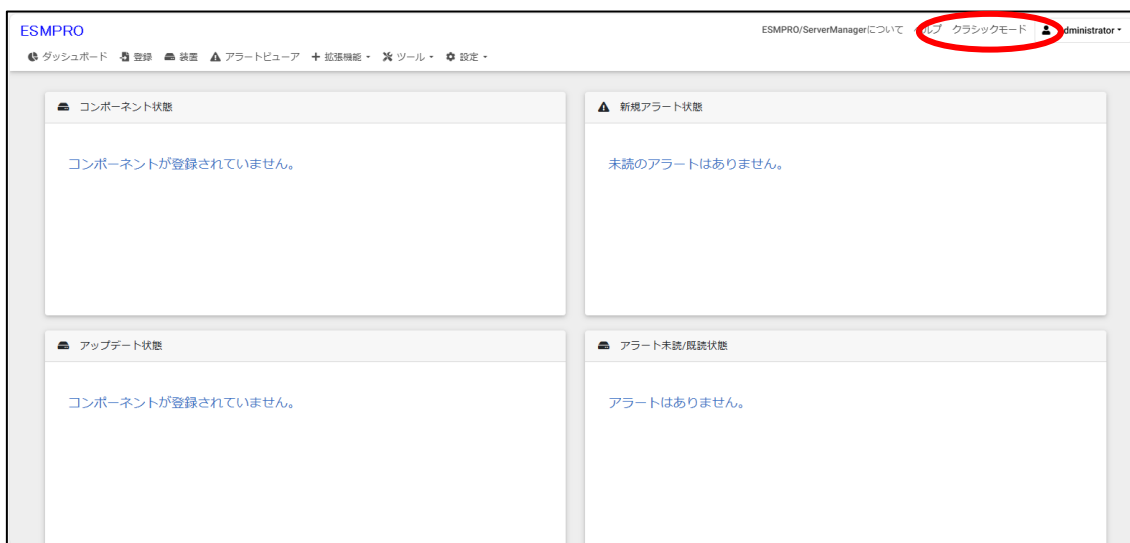 ESMPRO
ESMPRO/ServerManagerについて ヘルプ クラシックモード Administrator
ダッシュボード 登録 装置 アラートビューア 拡張機能 ツール 設定
コンポーネント状態
新規アラート状態
コンポーネントが登録されていません。
未読のアラートはありません。
アップデート状態
アラート未読/既読状態
コンポーネントが登録されていません。
アラートはありません。